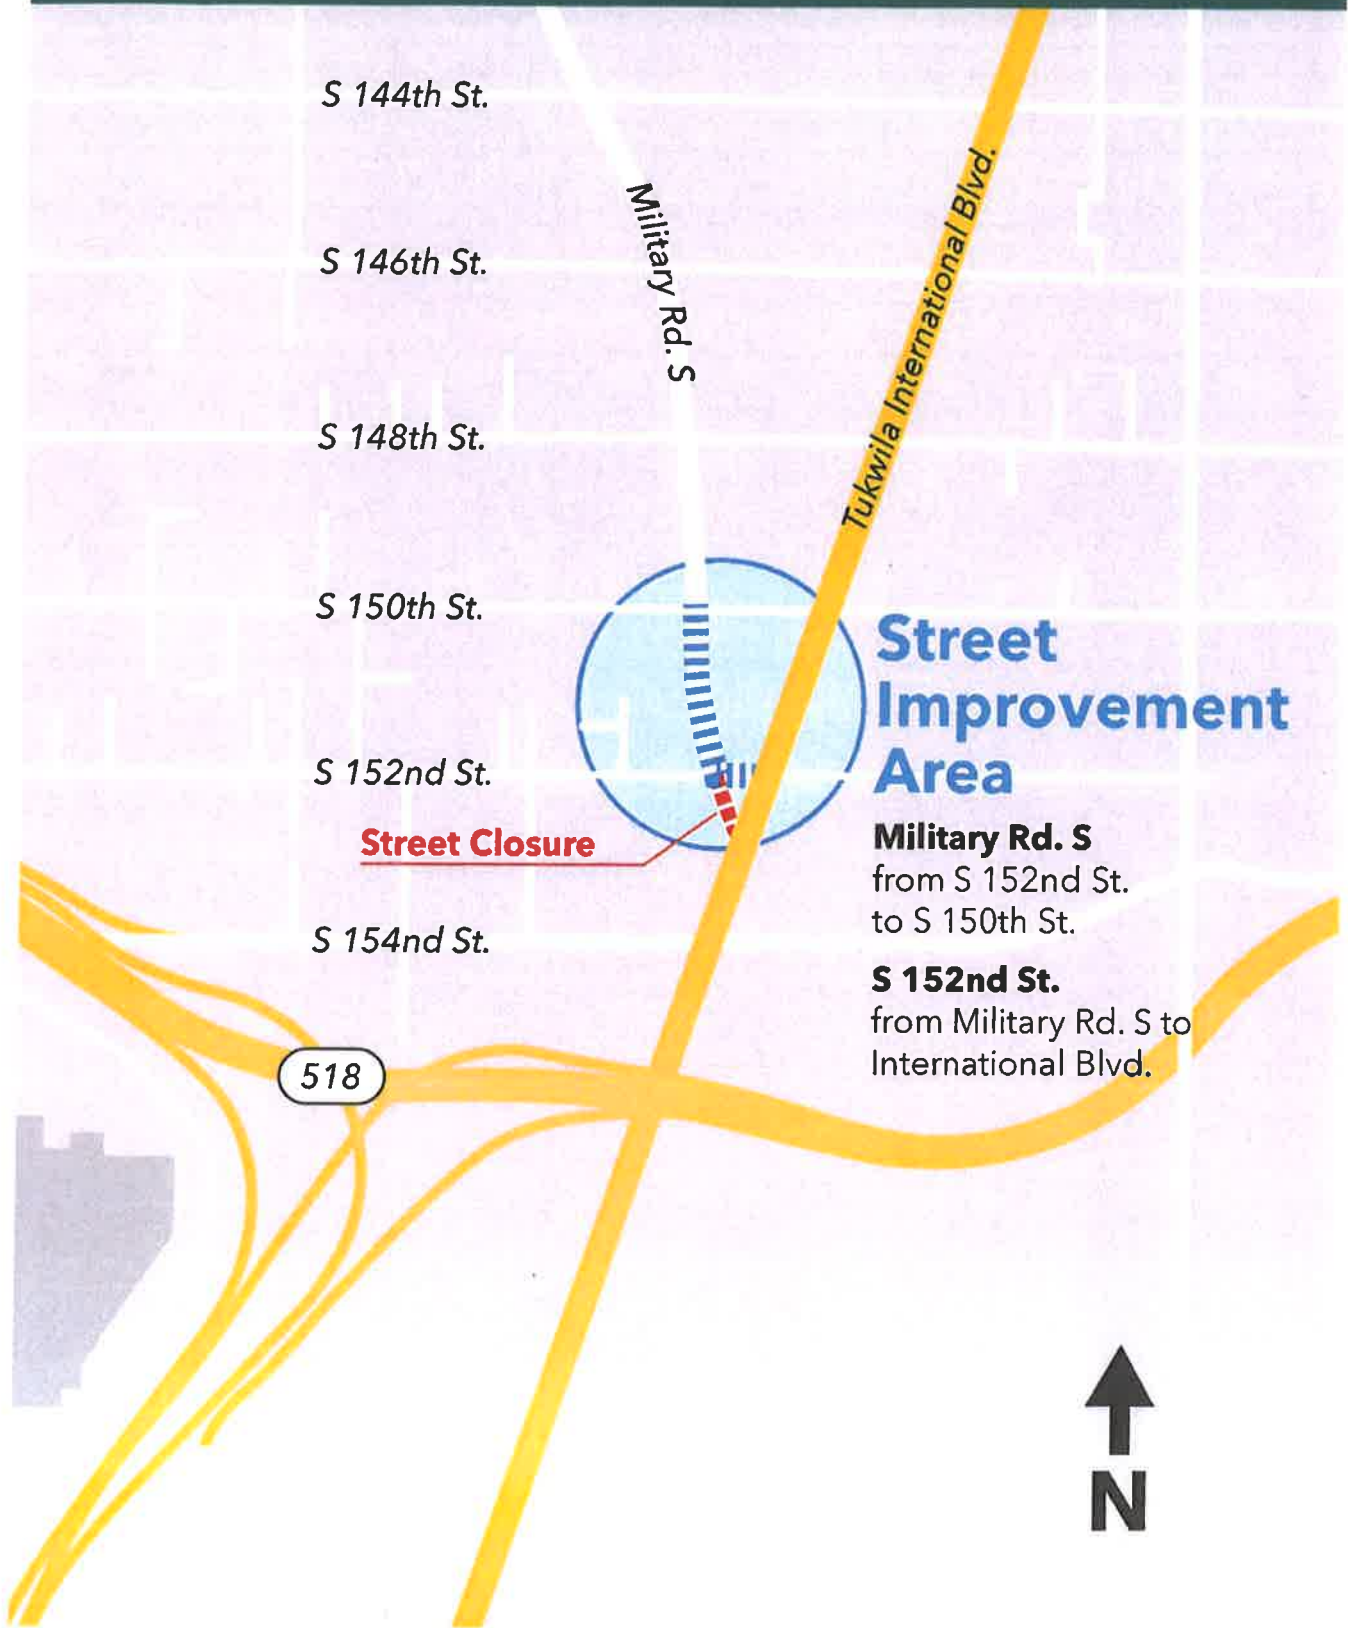 S 144th St.
Military Rd. S
Tukwila International Blvd.
S 146th St.
S 148th St.
S 150th St.
Street
Improvement
Area
S 152nd St.
Street Closure
Military Rd. S
from S 152nd St.
to S 150th St.
S 154nd St.
S 152nd St.
from Military Rd. S to
International Blvd.
518
N